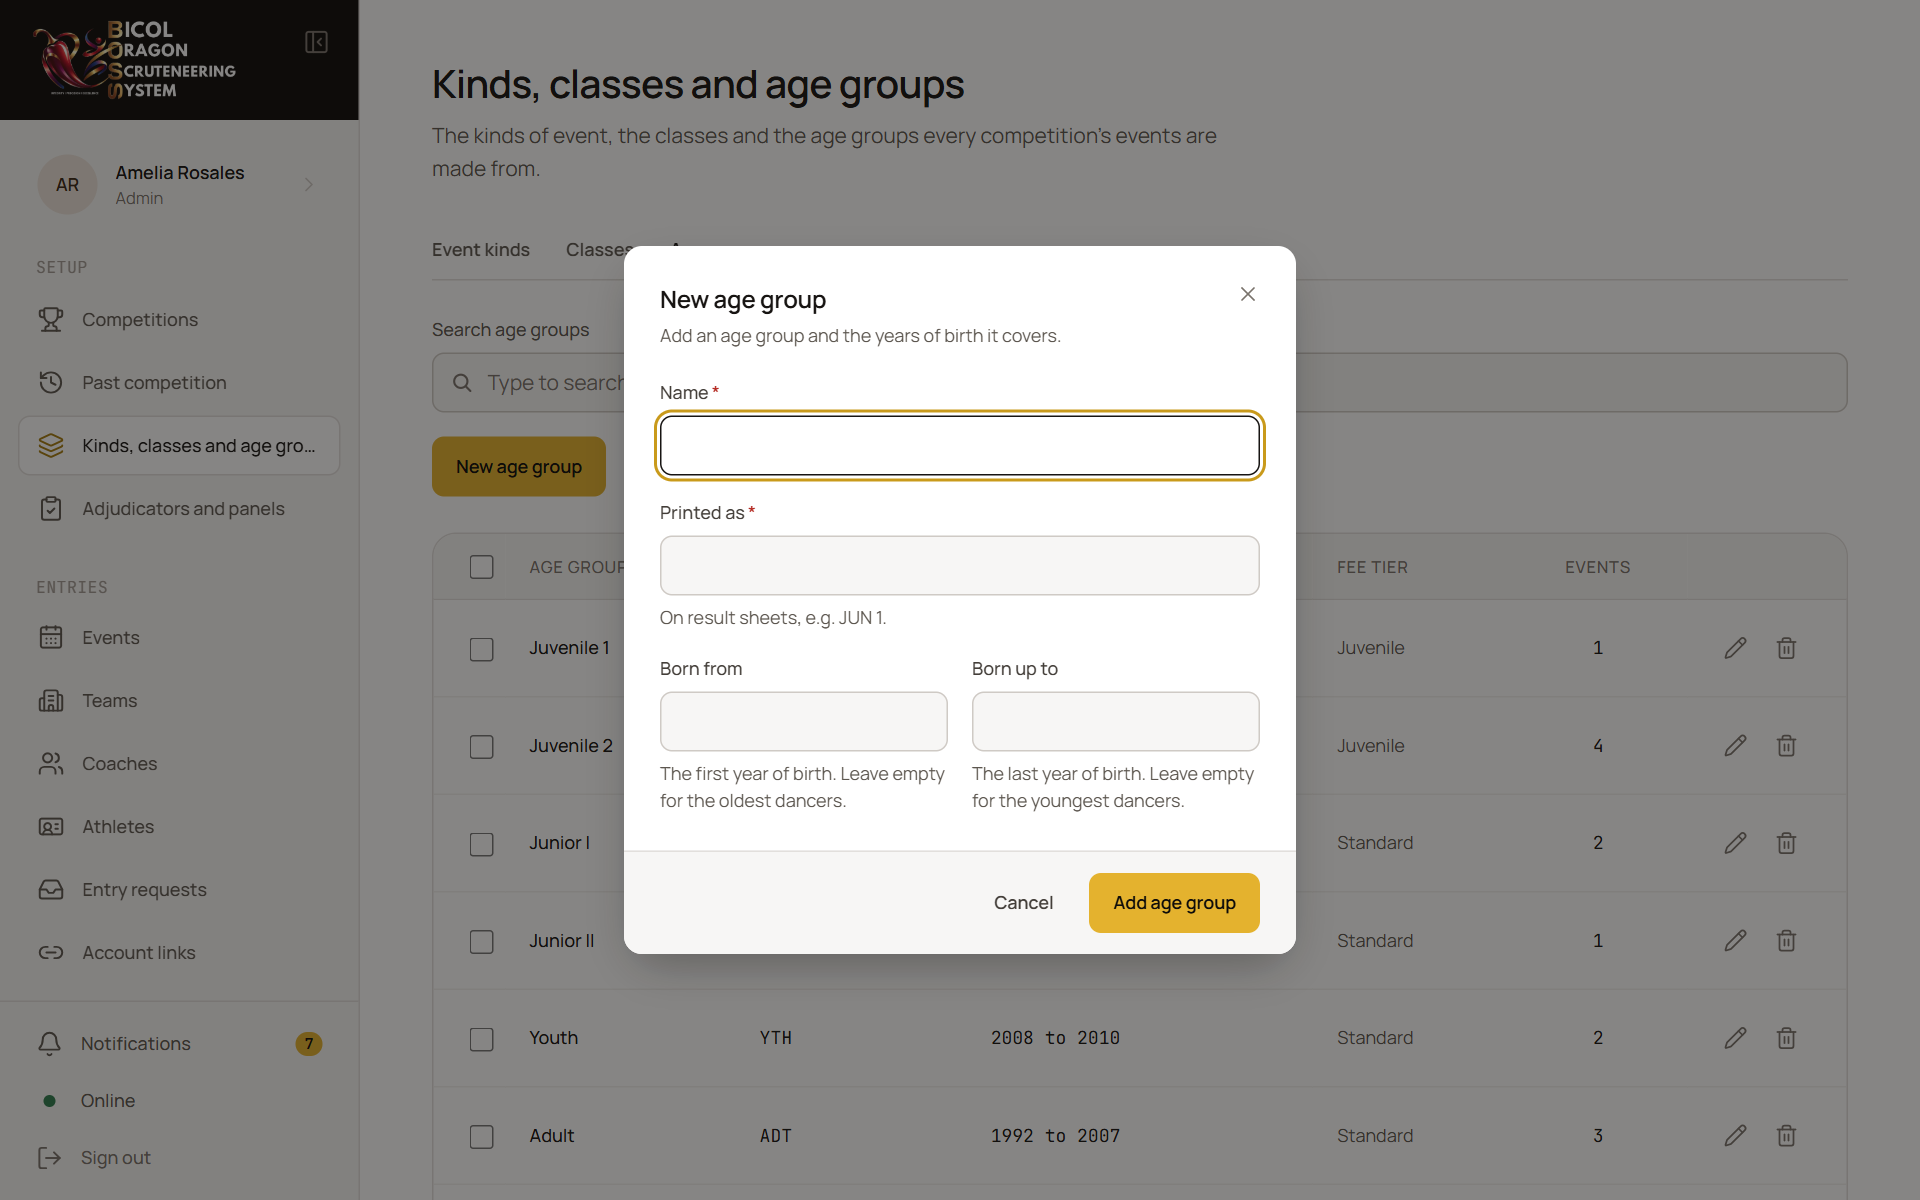 BICOL
DRAGON
SCRUTENEERING
SYSTEM
AR
Amelia Rosales
Admin
SETUP
Competitions
Past competition
Kinds, classes and age gro...
Adjudicators and panels
ENTRIES
Events
Teams
Coaches
Athletes
Entry requests
Account links
Notifications
7
Online
Sign out
Kinds, classes and age groups
The kinds of event, the classes and the age groups every competition's events are
made from.
Event kinds
Classes
Search age groups
Type to search
New age group
AGE GROUP
FEE TIER
EVENTS
Juvenile 1
Juvenile
1
Juvenile 2
Juvenile
4
Junior I
Standard
2
Junior II
Standard
1
Youth
YTH
2008 to 2010
Standard
2
Adult
ADT
1992 to 2007
Standard
3
New age group
Add an age group and the years of birth it covers.
Name *
Printed as *
On result sheets, e.g. JUN 1.
Born from
Born up to
The first year of birth. Leave empty
for the oldest dancers.
The last year of birth. Leave empty
for the youngest dancers.
Cancel
Add age group